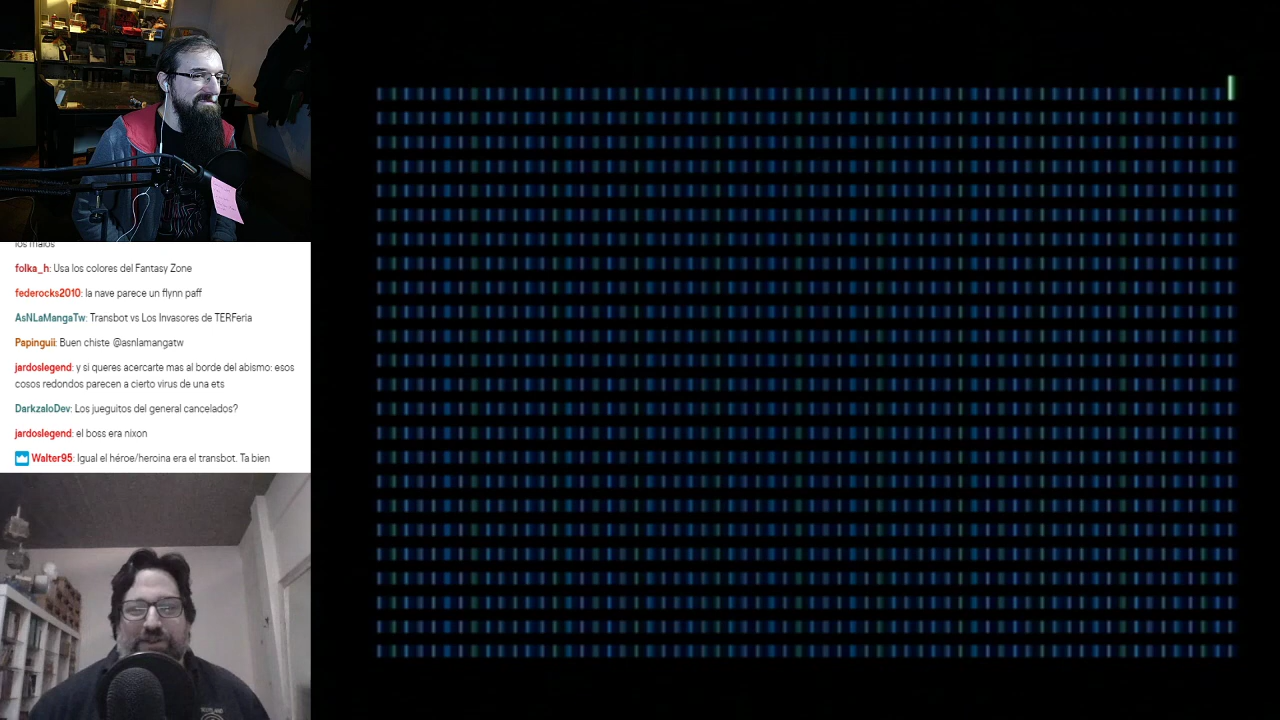 los malos
folka_h: Usa los colores del Fantasy Zone
federocks2010: la nave parece un flynn paff
AsNLaMangaTw: Transbot vs Los Invasores de TERFeria
Papinguii: Buen chiste @asnlamangatw
jardoslegend: y si queres acercarte mas al borde del abismo: esos
cosos redondos parecen a cierto virus de una ets
DarkzaloDev: Los jueguitos del general cancelados?
jardoslegend: el boss era nixon
Walter95: Igual el héroe/heroina era el transbot. Ta bien